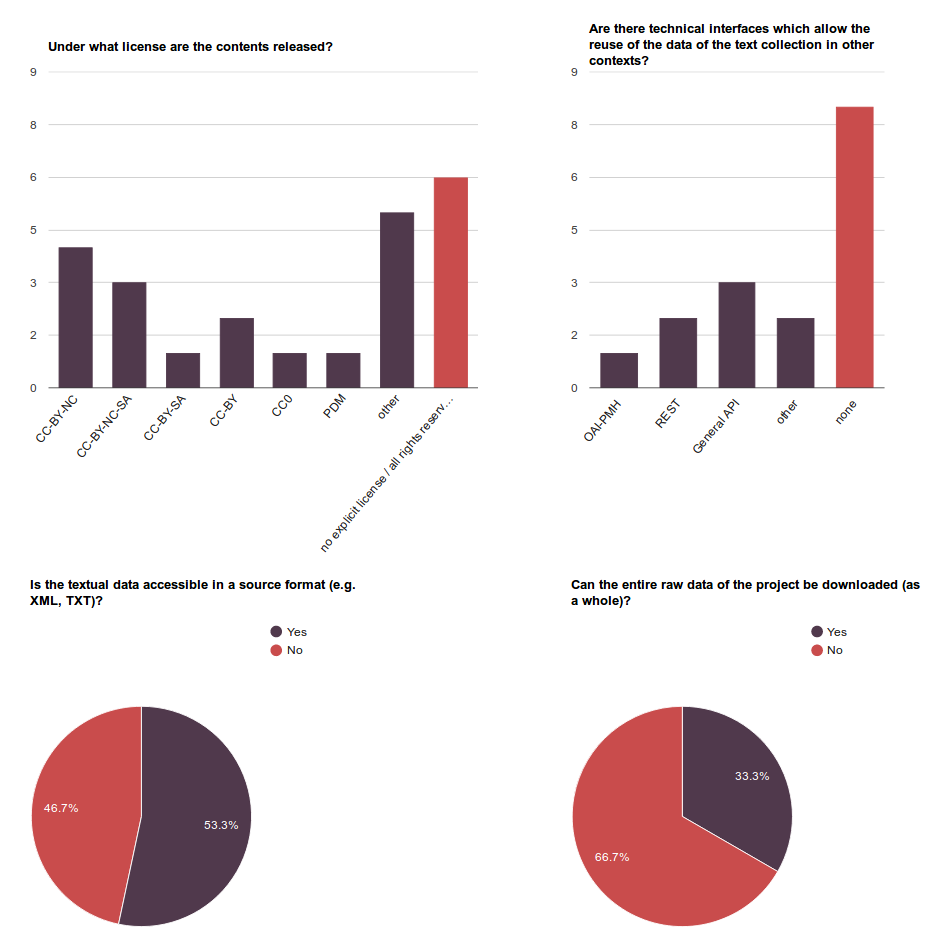 Under what license are the contents released?
9
8
6
5
3
2
0
CC-BY-NC
CC-BY-NC-SA
CC-BY-SA
CC-BY
CC0
PDM
other
no explicit license / all rights reserv...
Are there technical interfaces which allow the
reuse of the data of the text collection in other
contexts?
9
8
6
5
3
2
0
OAI-PMH
REST
General API
other
none
Is the textual data accessible in a source format (e.g.
XML, TXT)?
Yes
No
46.7%
53.3%
Can the entire raw data of the project be downloaded (as
a whole)?
Yes
No
33.3%
66.7%